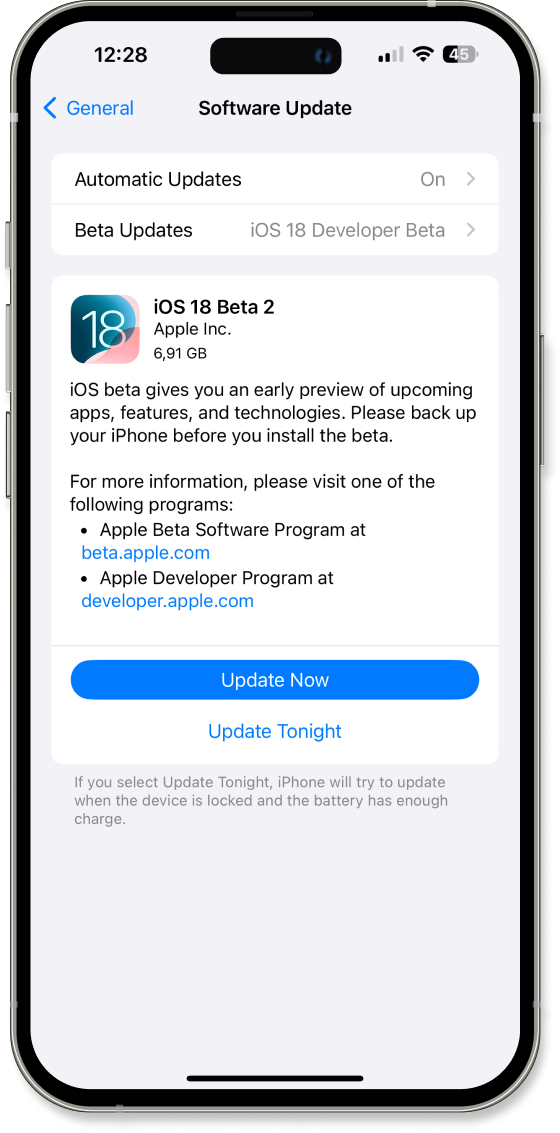 12:28
45
General
Software Update
Automatic Updates On
Beta Updates iOS 18 Developer Beta
18
iOS 18 Beta 2
Apple Inc.
6,91 GB
iOS beta gives you an early preview of upcoming
apps, features, and technologies. Please back up
your iPhone before you install the beta.
For more information, please visit one of the
following programs:
• Apple Beta Software Program at
beta.apple.com
• Apple Developer Program at
developer.apple.com
Update Now
Update Tonight
If you select Update Tonight, iPhone will try to update
when the device is locked and the battery has enough
charge.